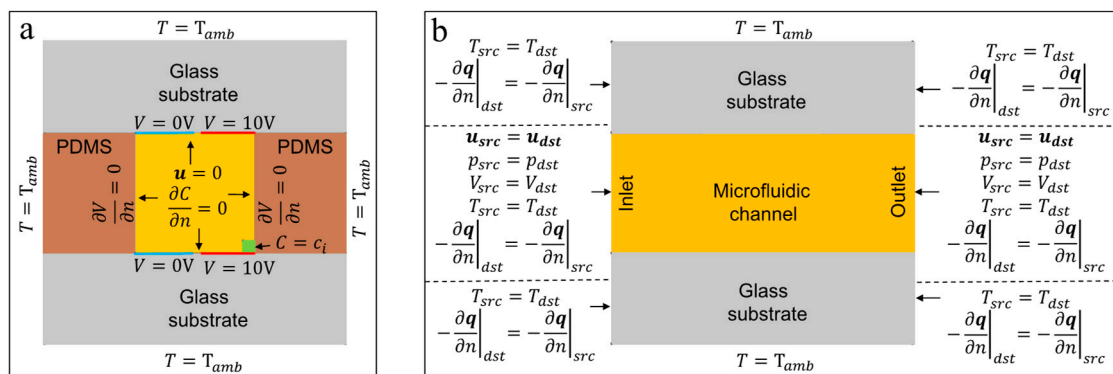 a
T = T_amb
Glass
substrate
V = 0V V = 10V
PDMS PDMS
T = T_amb
∂V/∂n = 0
u = 0
∂C/∂n = 0
∂V/∂n = 0
T = T_amb
C = c_i
V = 0V V = 10V
Glass
substrate
T = T_amb
b
T = T_amb
T_src = T_dst
−∂q/∂n|_dst = −∂q/∂n|_src
Glass
substrate
T_src = T_dst
−∂q/∂n|_dst = −∂q/∂n|_src
u_src = u_dst
p_src = p_dst
V_src = V_dst
T_src = T_dst
−∂q/∂n|_dst = −∂q/∂n|_src
Inlet
Microfluidic
channel
Outlet
u_src = u_dst
p_src = p_dst
V_src = V_dst
T_src = T_dst
−∂q/∂n|_dst = −∂q/∂n|_src
T_src = T_dst
−∂q/∂n|_dst = −∂q/∂n|_src
Glass
substrate
T_src = T_dst
−∂q/∂n|_dst = −∂q/∂n|_src
T = T_amb